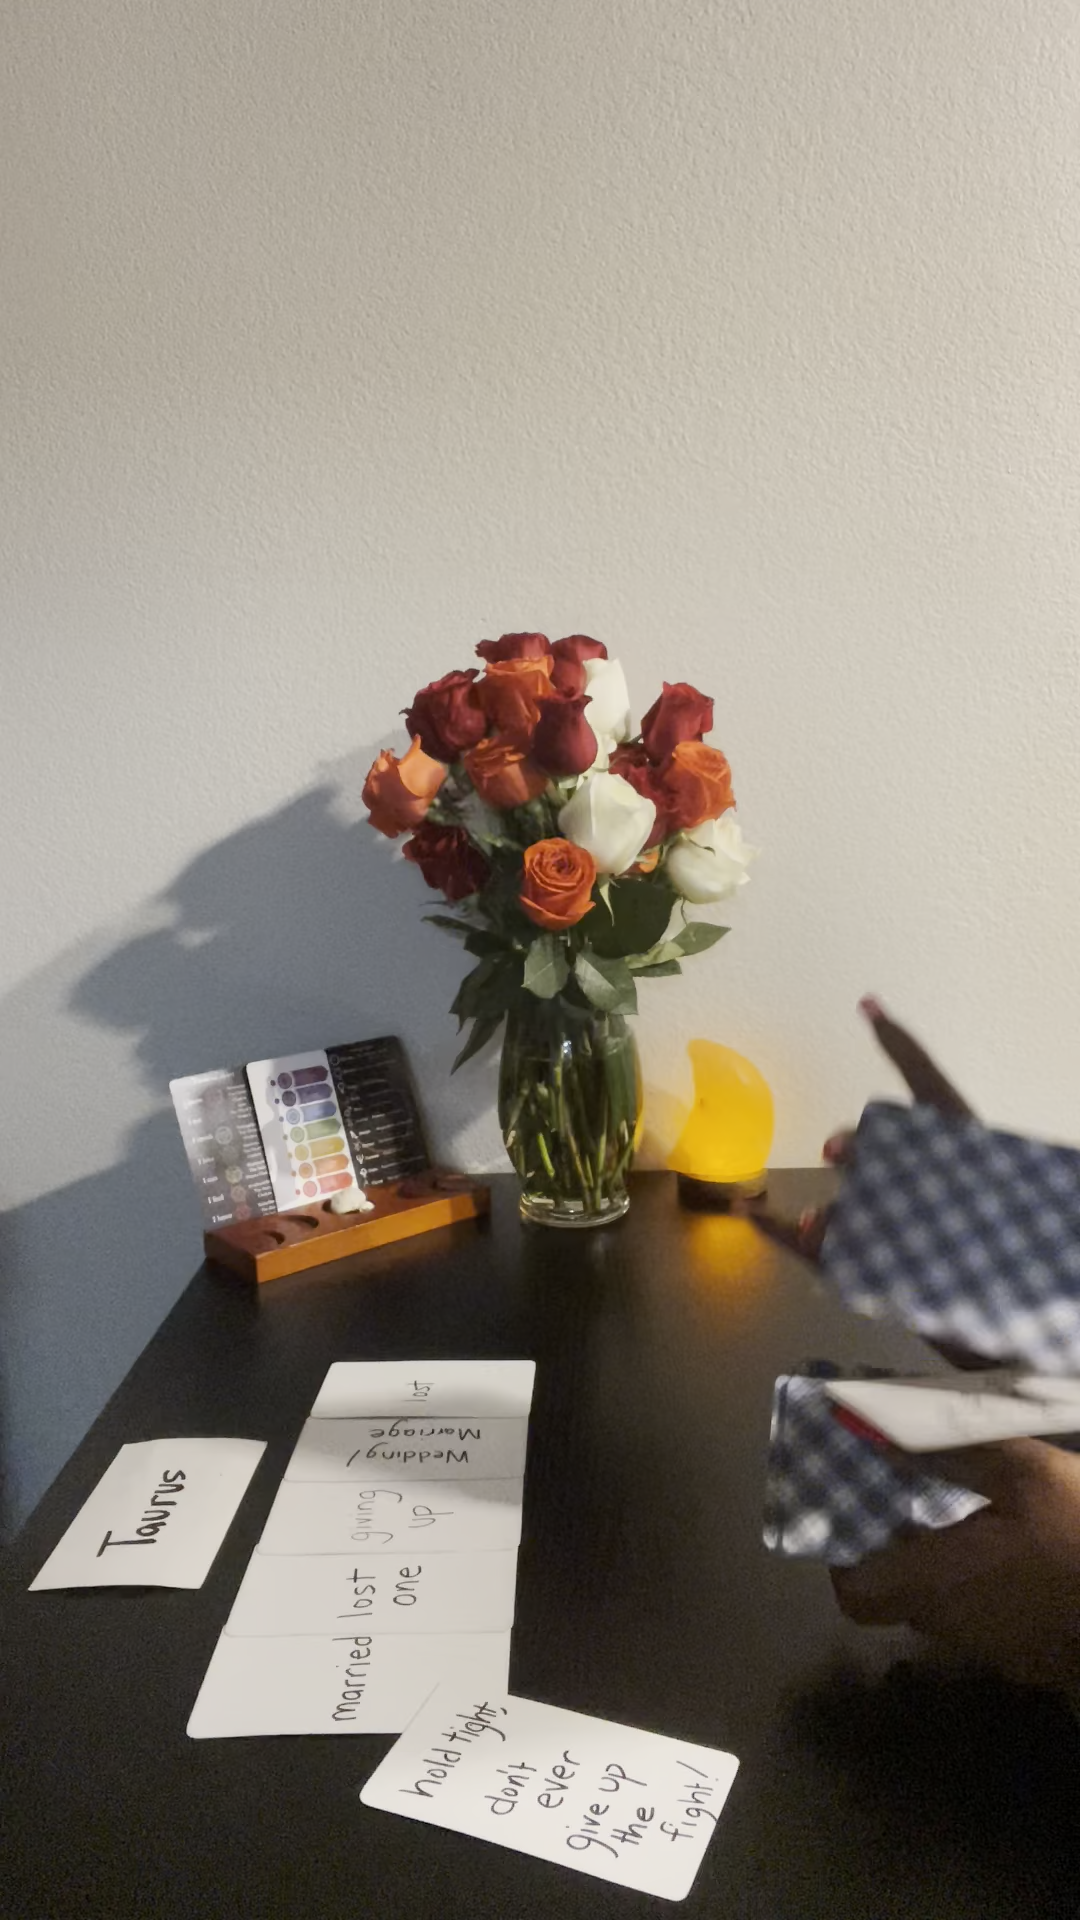 Taurus
lost
Wedding/
Marriage
giving
up
lost
one
married
hold tight,
don't
ever
give up
the
fight!